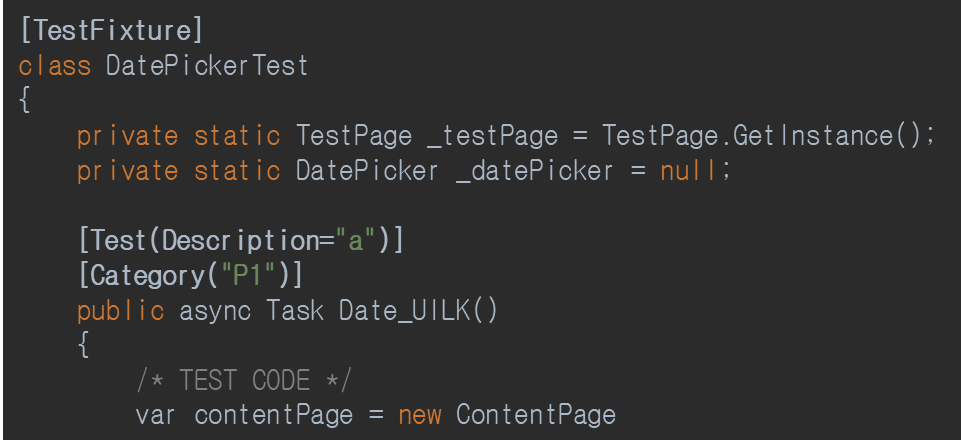 [TestFixture]
class DatePickerTest
{
    private static TestPage _testPage = TestPage.GetInstance();
    private static DatePicker _datePicker = null;

    [Test(Description="a")]
    [Category("P1")]
    public async Task Date_UILK()
    {
        /* TEST CODE */
        var contentPage = new ContentPage